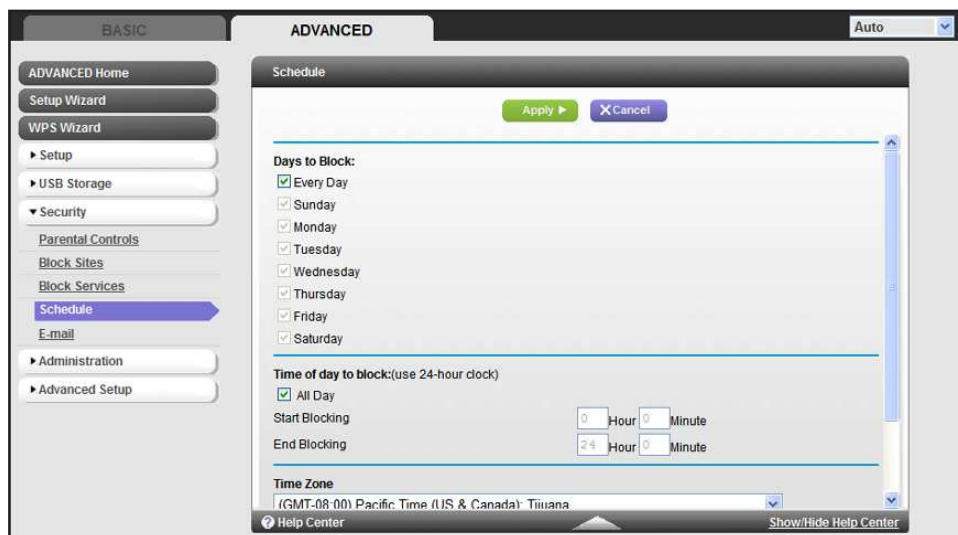 BASIC
ADVANCED
Auto
ADVANCED Home
Setup Wizard
WPS Wizard
Setup
USB Storage
Security
Parental Controls
Block Sites
Block Services
Schedule
E-mail
Administration
Advanced Setup
Schedule
Apply
Cancel
Days to Block:
Every Day
Sunday
Monday
Tuesday
Wednesday
Thursday
Friday
Saturday
Time of day to block:(use 24-hour clock)
All Day
Start Blocking 0 Hour 0 Minute
End Blocking 24 Hour 0 Minute
Time Zone
(GMT-08:00) Pacific Time (US & Canada); Tijuana
Help Center
Show/Hide Help Center